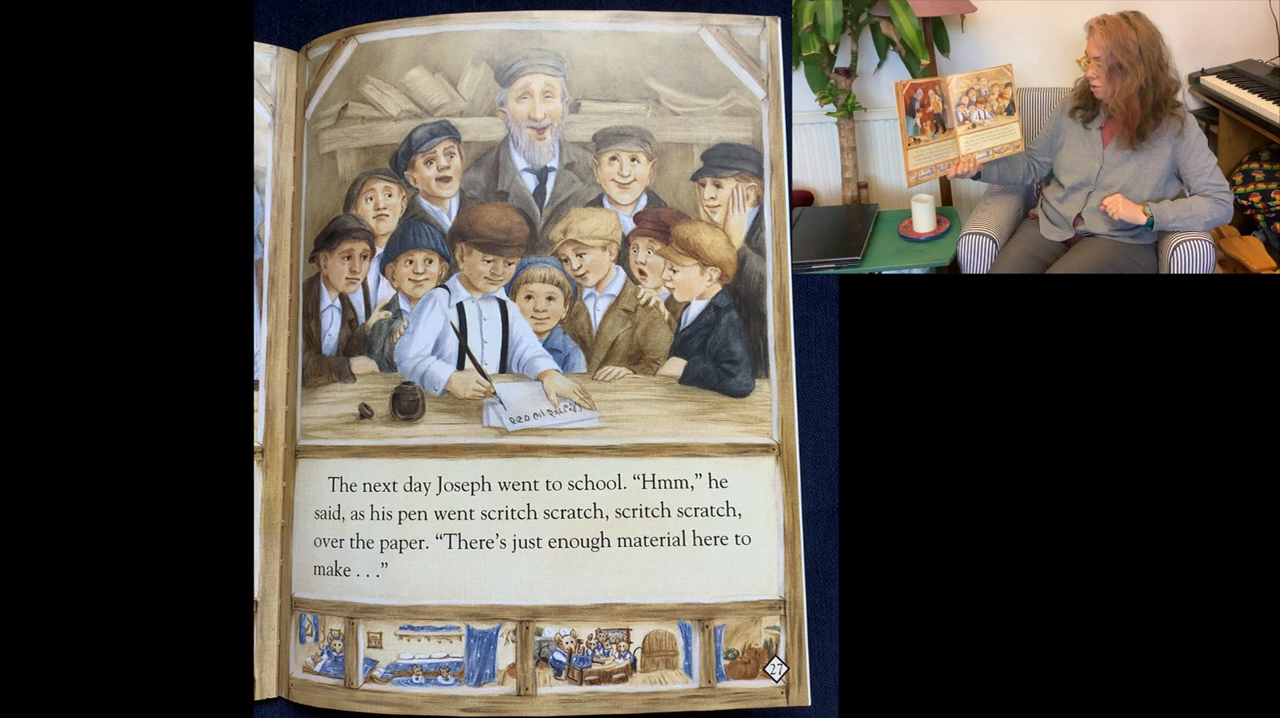 The next day Joseph went to school. “Hmm,” he
said, as his pen went scritch scratch, scritch scratch,
over the paper. “There’s just enough material here to
make . . .”
27